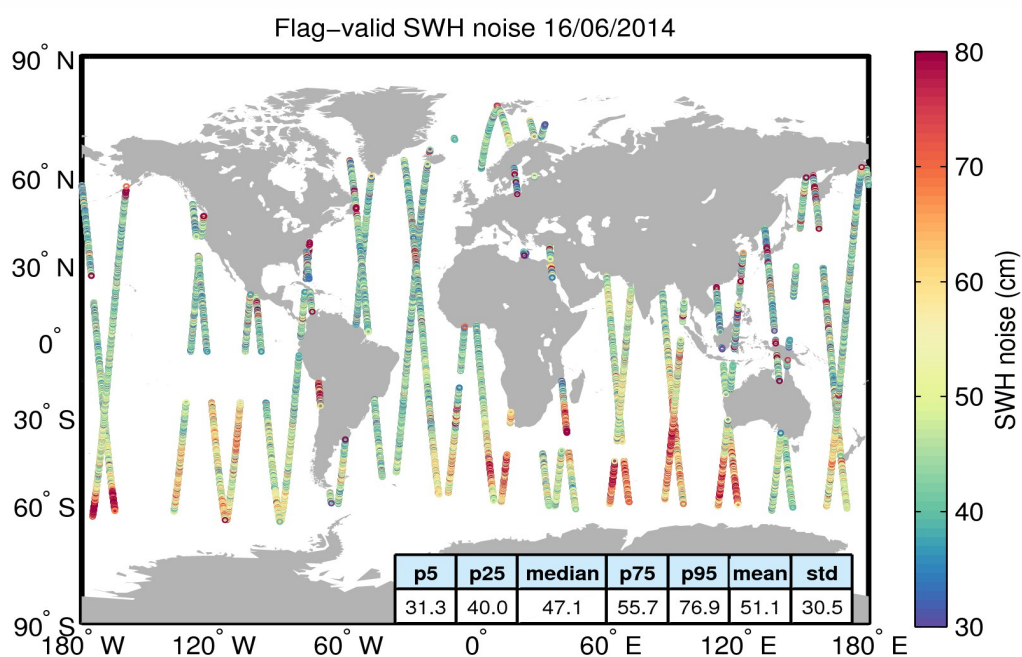 Flag−valid SWH noise 16/06/2014
90° N
60° N
30° N
0°
30° S
60° S
90° S
180° W
120° W
60° W
0°
60° E
120° E
180° E
p5 p25 median p75 p95 mean std
31.3 40.0 47.1 55.7 76.9 51.1 30.5
80
70
60
50
40
30
SWH noise (cm)